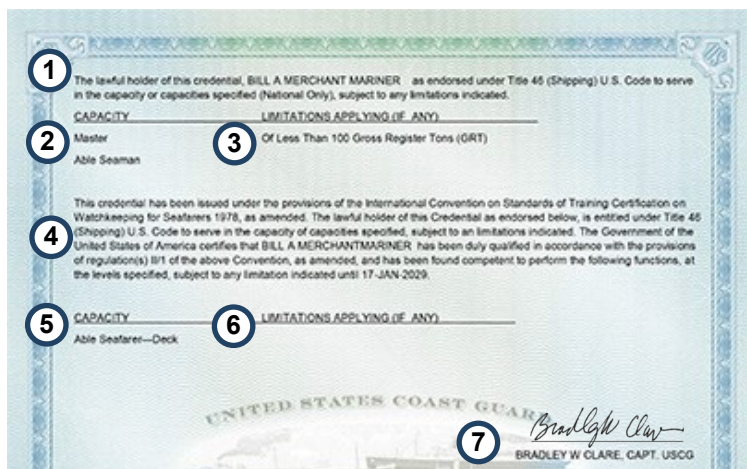 1
The lawful holder of this credential, BILL A MERCHANT MARINER as endorsed under Title 46 (Shipping) U.S. Code to serve
in the capacity or capacities specified (National Only), subject to any limitations indicated.
CAPACITY LIMITATIONS APPLYING (IF ANY)
2 Master 3 Of Less Than 100 Gross Register Tons (GRT)
Able Seaman
This credential has been issued under the provisions of the International Convention on Standards of Training Certification on
Watchkeeping for Seafarers 1978, as amended. The lawful holder of this Credential as endorsed below, is entitled under Title 46
4 (Shipping) U.S. Code to serve in the capacity of capacities specified, subject to an limitations indicated. The Government of the
United States of America certifies that BILL A MERCHANTMARINER has been duly qualified in accordance with the provisions
of regulation(s) II/1 of the above Convention, as amended, and has been found competent to perform the following functions, at
the levels specified, subject to any limitation indicated until 17-JAN-2029.
5 CAPACITY 6 LIMITATIONS APPLYING (IF ANY)
Able Seafarer—Deck
UNITED STATES COAST GUARD
Bradley W Clare
7
BRADLEY W CLARE, CAPT. USCG